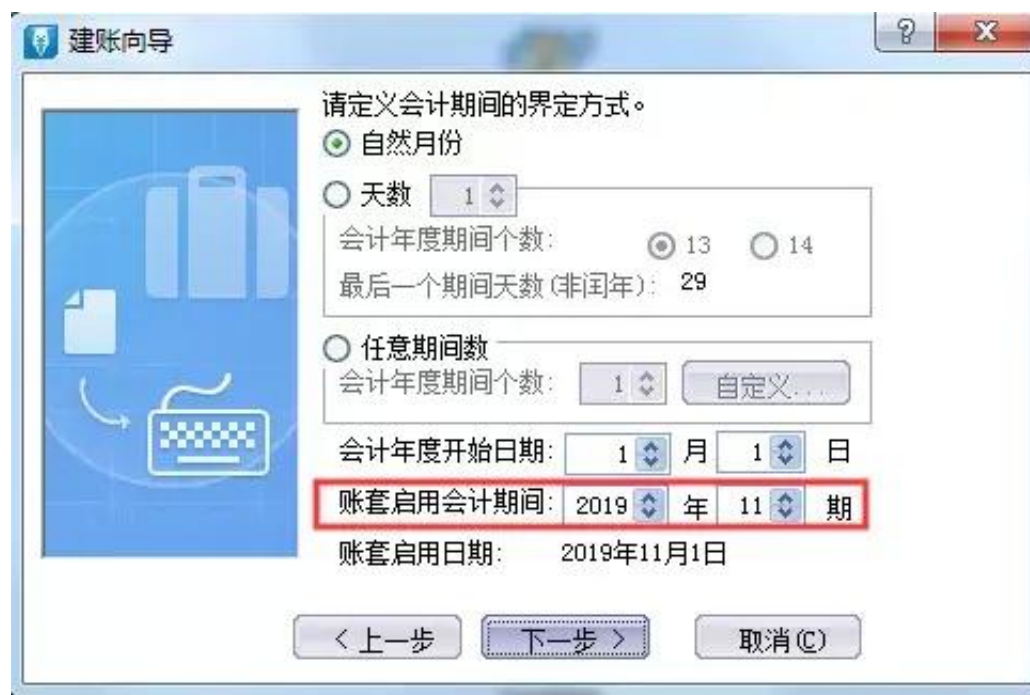 建账向导
请定义会计期间的界定方式。
自然月份
天数 1
会计年度期间个数: 13 14
最后一个期间天数(非闰年): 29
任意期间数
会计年度期间个数: 1 自定义...
会计年度开始日期: 1 月 1 日
账套启用会计期间: 2019 年 11 期
账套启用日期: 2019年11月1日
<上一步 下一步> 取消(C)